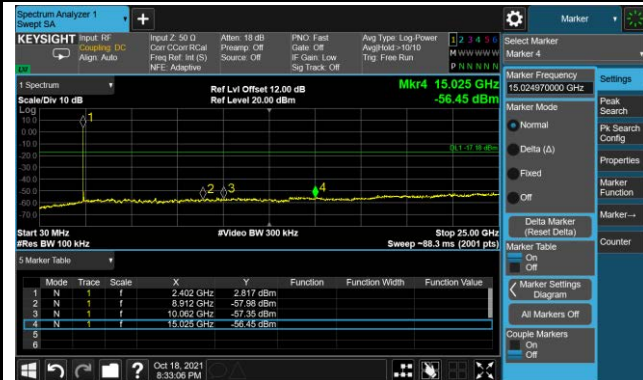 Spectrum Analyzer 1
Swept SA
Marker
KEYSIGHT
Input: RF
Coupling: DC
Align: Auto
Input Z: 50 Ω
Corr CCorr RCal
Freq Ref: Int (S)
NFE: Adaptive
Atten: 18 dB
Preamp: Off
Source: Off
PNO: Fast
Gate: Off
IF Gain: Low
Sig Track: Off
Avg Type: Log-Power
Avg|Hold:>10/10
Trig: Free Run
1 2 3 4 5 6
M W W W W W
P N N N N N
LW
Select Marker
Marker 4
1 Spectrum
Scale/Div 10 dB
Ref Lvl Offset 12.00 dB
Ref Level 20.00 dBm
Mkr4 15.025 GHz
-56.45 dBm
Log
10.0
0.00
-10.0
-20.0
-30.0
-40.0
-50.0
-60.0
-70.0
1
2
3
4
DL1 -17.18 dBm
Start 30 MHz
#Res BW 100 kHz
#Video BW 300 kHz
Stop 25.00 GHz
Sweep ~88.3 ms (2001 pts)
5 Marker Table
Mode Trace Scale X Y Function Function Width Function Value
1 N 1 f 2.402 GHz 2.817 dBm
2 N 1 f 8.912 GHz -57.98 dBm
3 N 1 f 10.062 GHz -57.35 dBm
4 N 1 f 15.025 GHz -56.45 dBm
5
6
Marker Frequency
15.024970000 GHz
Marker Mode
Normal
Delta (Δ)
Fixed
Off
Delta Marker
(Reset Delta)
Marker Table
On
Off
Marker Settings
Diagram
All Markers Off
Couple Markers
On
Off
Settings
Peak
Search
Pk Search
Config
Properties
Marker
Function
Marker→
Counter
?
Oct 18, 2021
8:33:06 PM